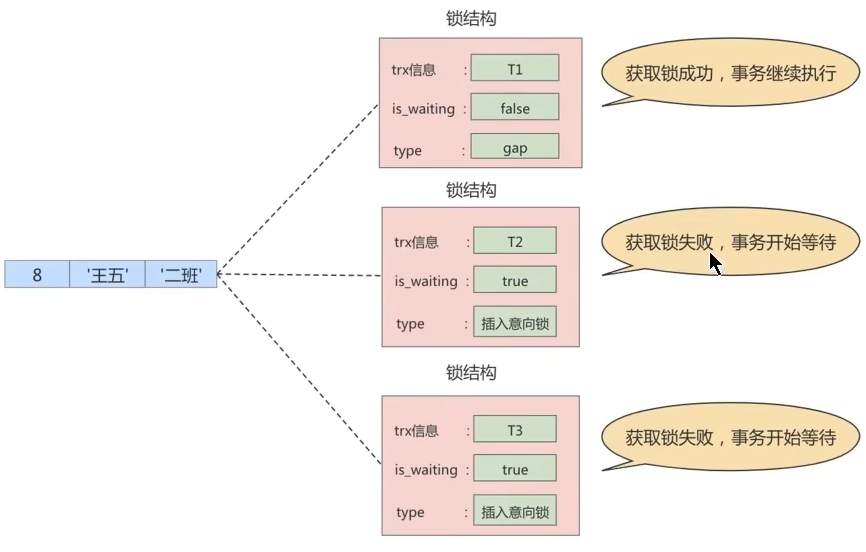 锁结构
trx信息 : T1
is_waiting : false
type : gap
获取锁成功，事务继续执行
锁结构
trx信息 : T2
is_waiting : true
type : 插入意向锁
获取锁失败，事务开始等待
8 '王五' '二班'
锁结构
trx信息 : T3
is_waiting : true
type : 插入意向锁
获取锁失败，事务开始等待